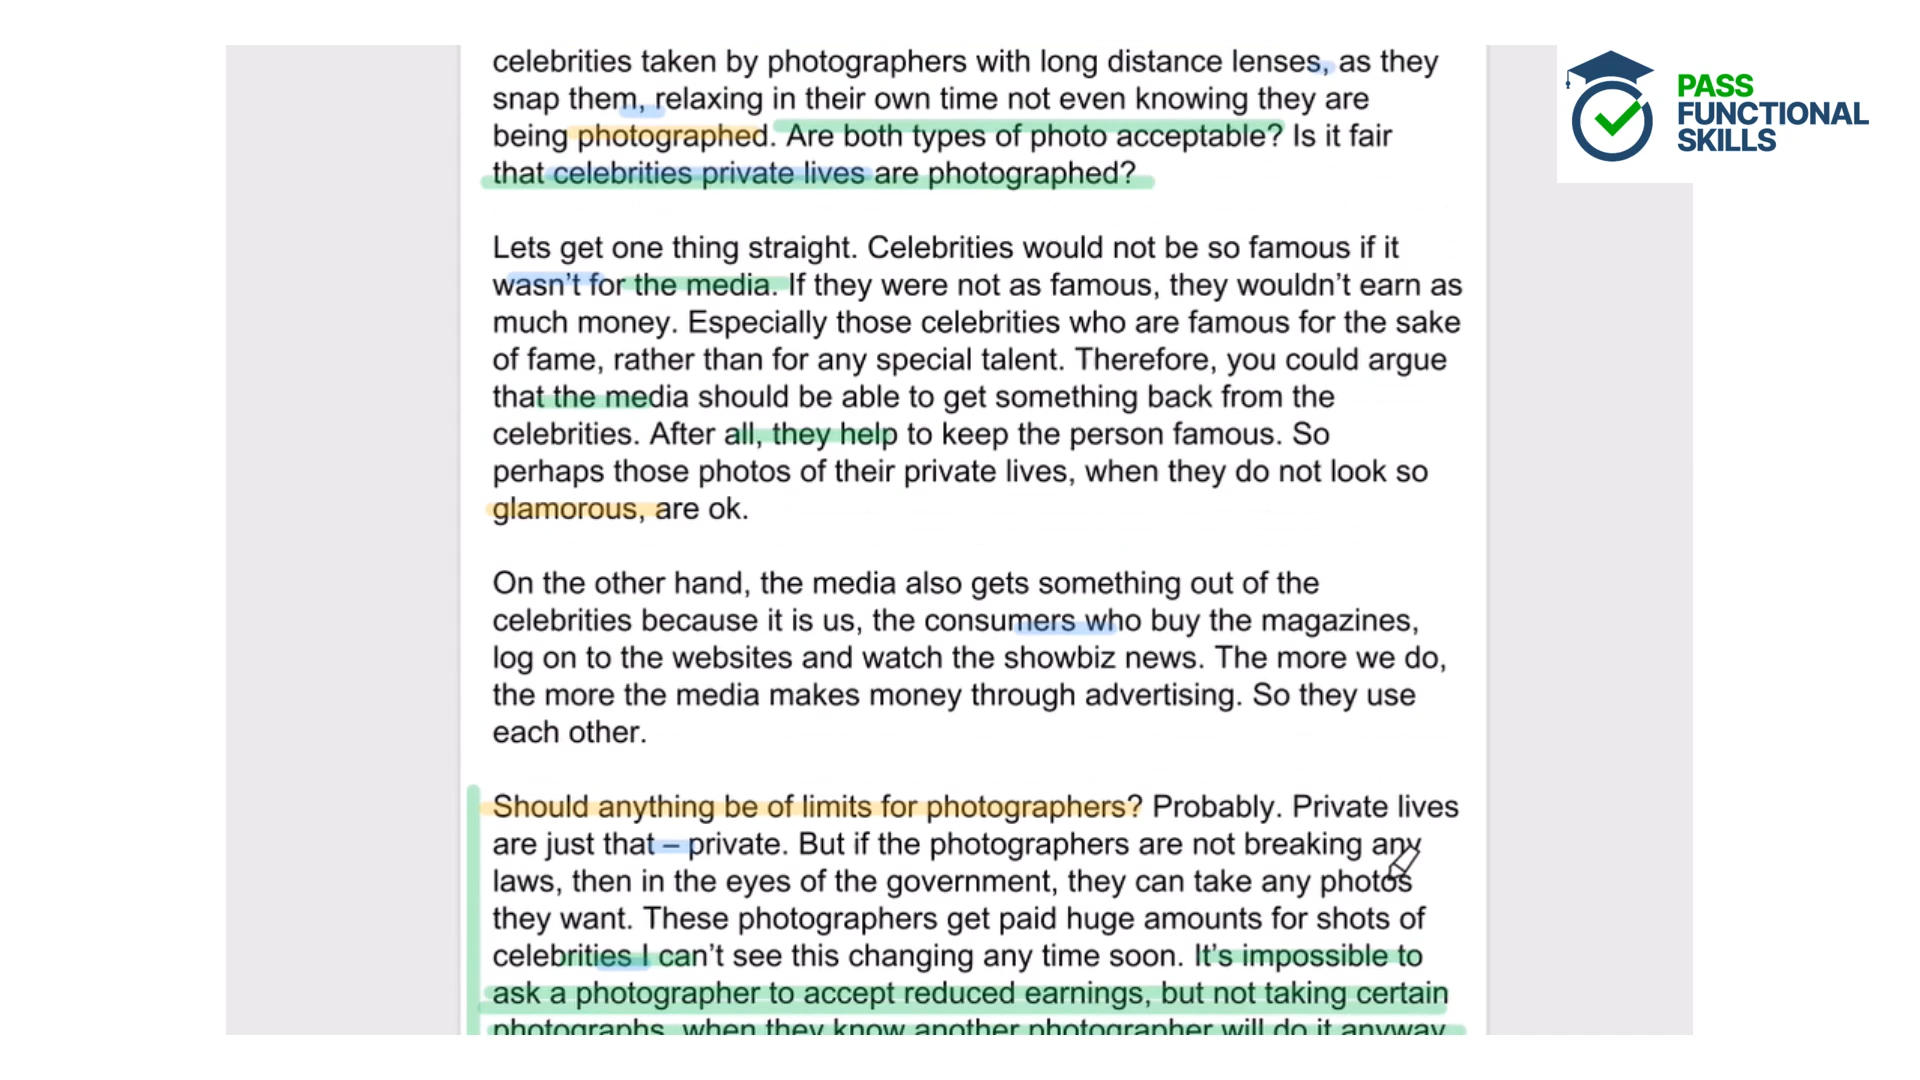 celebrities taken by photographers with long distance lenses, as they
snap them, relaxing in their own time not even knowing they are
being photographed. Are both types of photo acceptable? Is it fair
that celebrities private lives are photographed?
Lets get one thing straight. Celebrities would not be so famous if it
wasn’t for the media. If they were not as famous, they wouldn’t earn as
much money. Especially those celebrities who are famous for the sake
of fame, rather than for any special talent. Therefore, you could argue
that the media should be able to get something back from the
celebrities. After all, they help to keep the person famous. So
perhaps those photos of their private lives, when they do not look so
glamorous, are ok.
On the other hand, the media also gets something out of the
celebrities because it is us, the consumers who buy the magazines,
log on to the websites and watch the showbiz news. The more we do,
the more the media makes money through advertising. So they use
each other.
Should anything be of limits for photographers? Probably. Private lives
are just that – private. But if the photographers are not breaking any
laws, then in the eyes of the government, they can take any photos
they want. These photographers get paid huge amounts for shots of
celebrities I can’t see this changing any time soon. It’s impossible to
ask a photographer to accept reduced earnings, but not taking certain
photographs, when they know another photographer will do it anyway
PASS
FUNCTIONAL
SKILLS